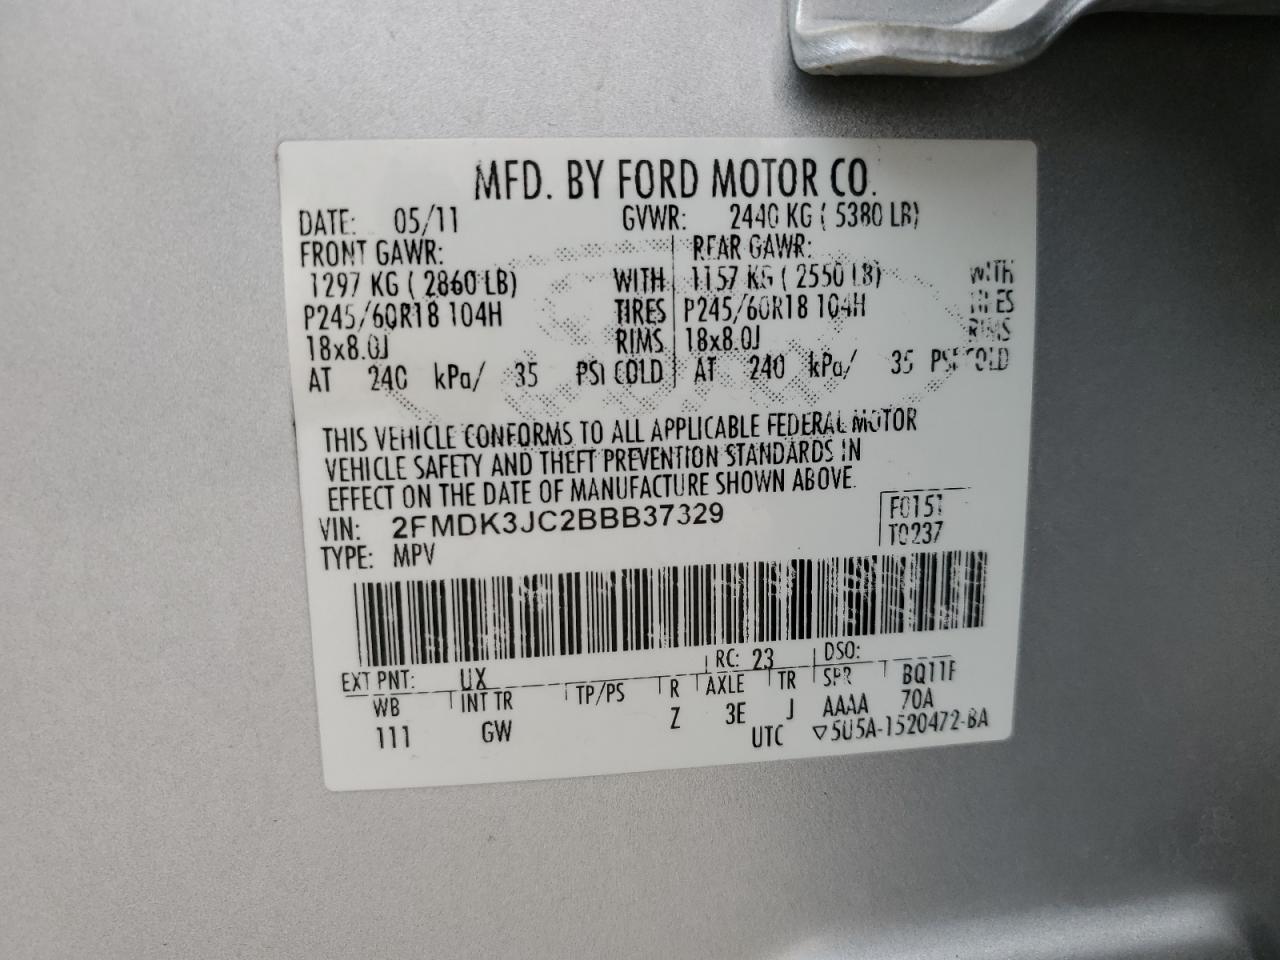 MFD. BY FORD MOTOR CO.
DATE: 05/11 GVWR: 2440 KG ( 5380 LB)
FRONT GAWR: REAR GAWR:
1297 KG ( 2860 LB) WITH 1157 KG ( 2550 LB) WITH
P245/60R18 104H TIRES P245/60R18 104H TIRES
18x8.0J RIMS 18x8.0J RIMS
AT 240 kPa/ 35 PSI COLD AT 240 kPa/ 35 PSI COLD
THIS VEHICLE CONFORMS TO ALL APPLICABLE FEDERAL MOTOR
VEHICLE SAFETY AND THEFT PREVENTION STANDARDS IN
EFFECT ON THE DATE OF MANUFACTURE SHOWN ABOVE.
VIN: 2FMDK3JC2BBB37329 F0151
TYPE: MPV T0237
EXT PNT: UX RC: 23 DSO:
WB INT TR TP/PS R AXLE TR SPR BQ11F
111 GW Z 3E J AAAA 70A
UTC ▽5U5A-1520472-BA